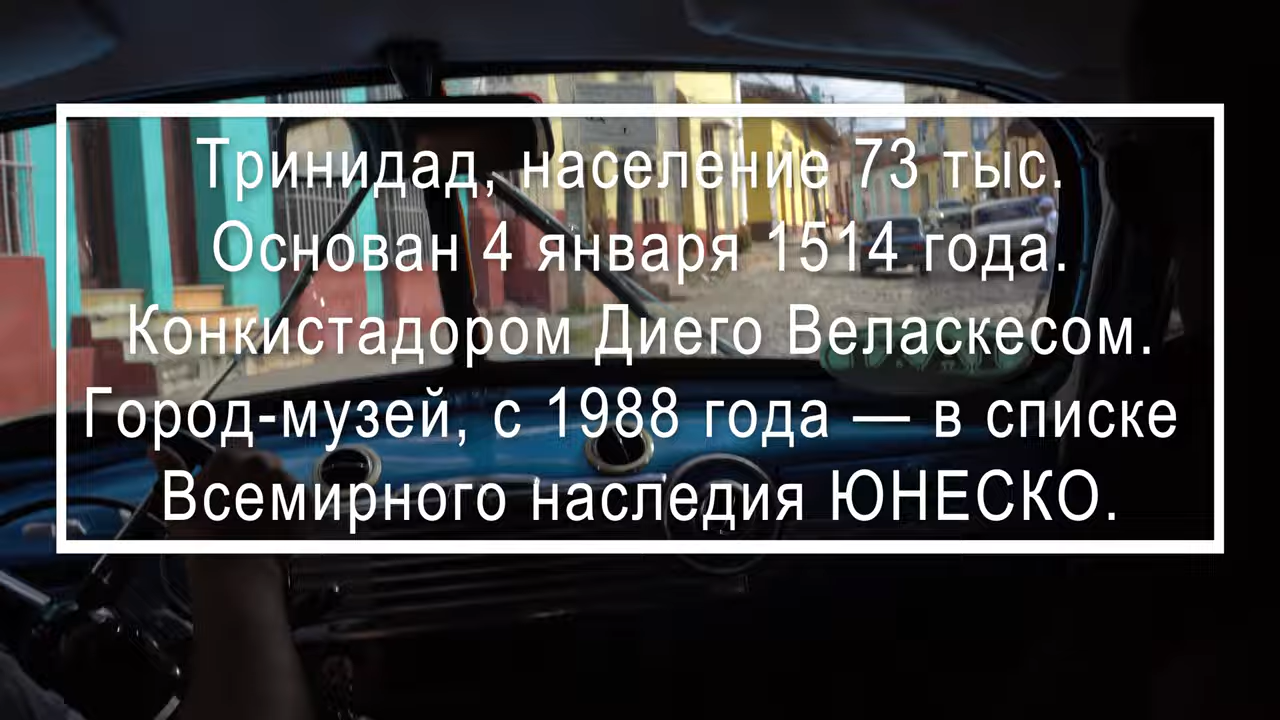 Тринидад, население 73 тыс.
Основан 4 января 1514 года.
Конкистадором Диего Веласкесом.
Город-музей, с 1988 года — в списке
Всемирного наследия ЮНЕСКО.